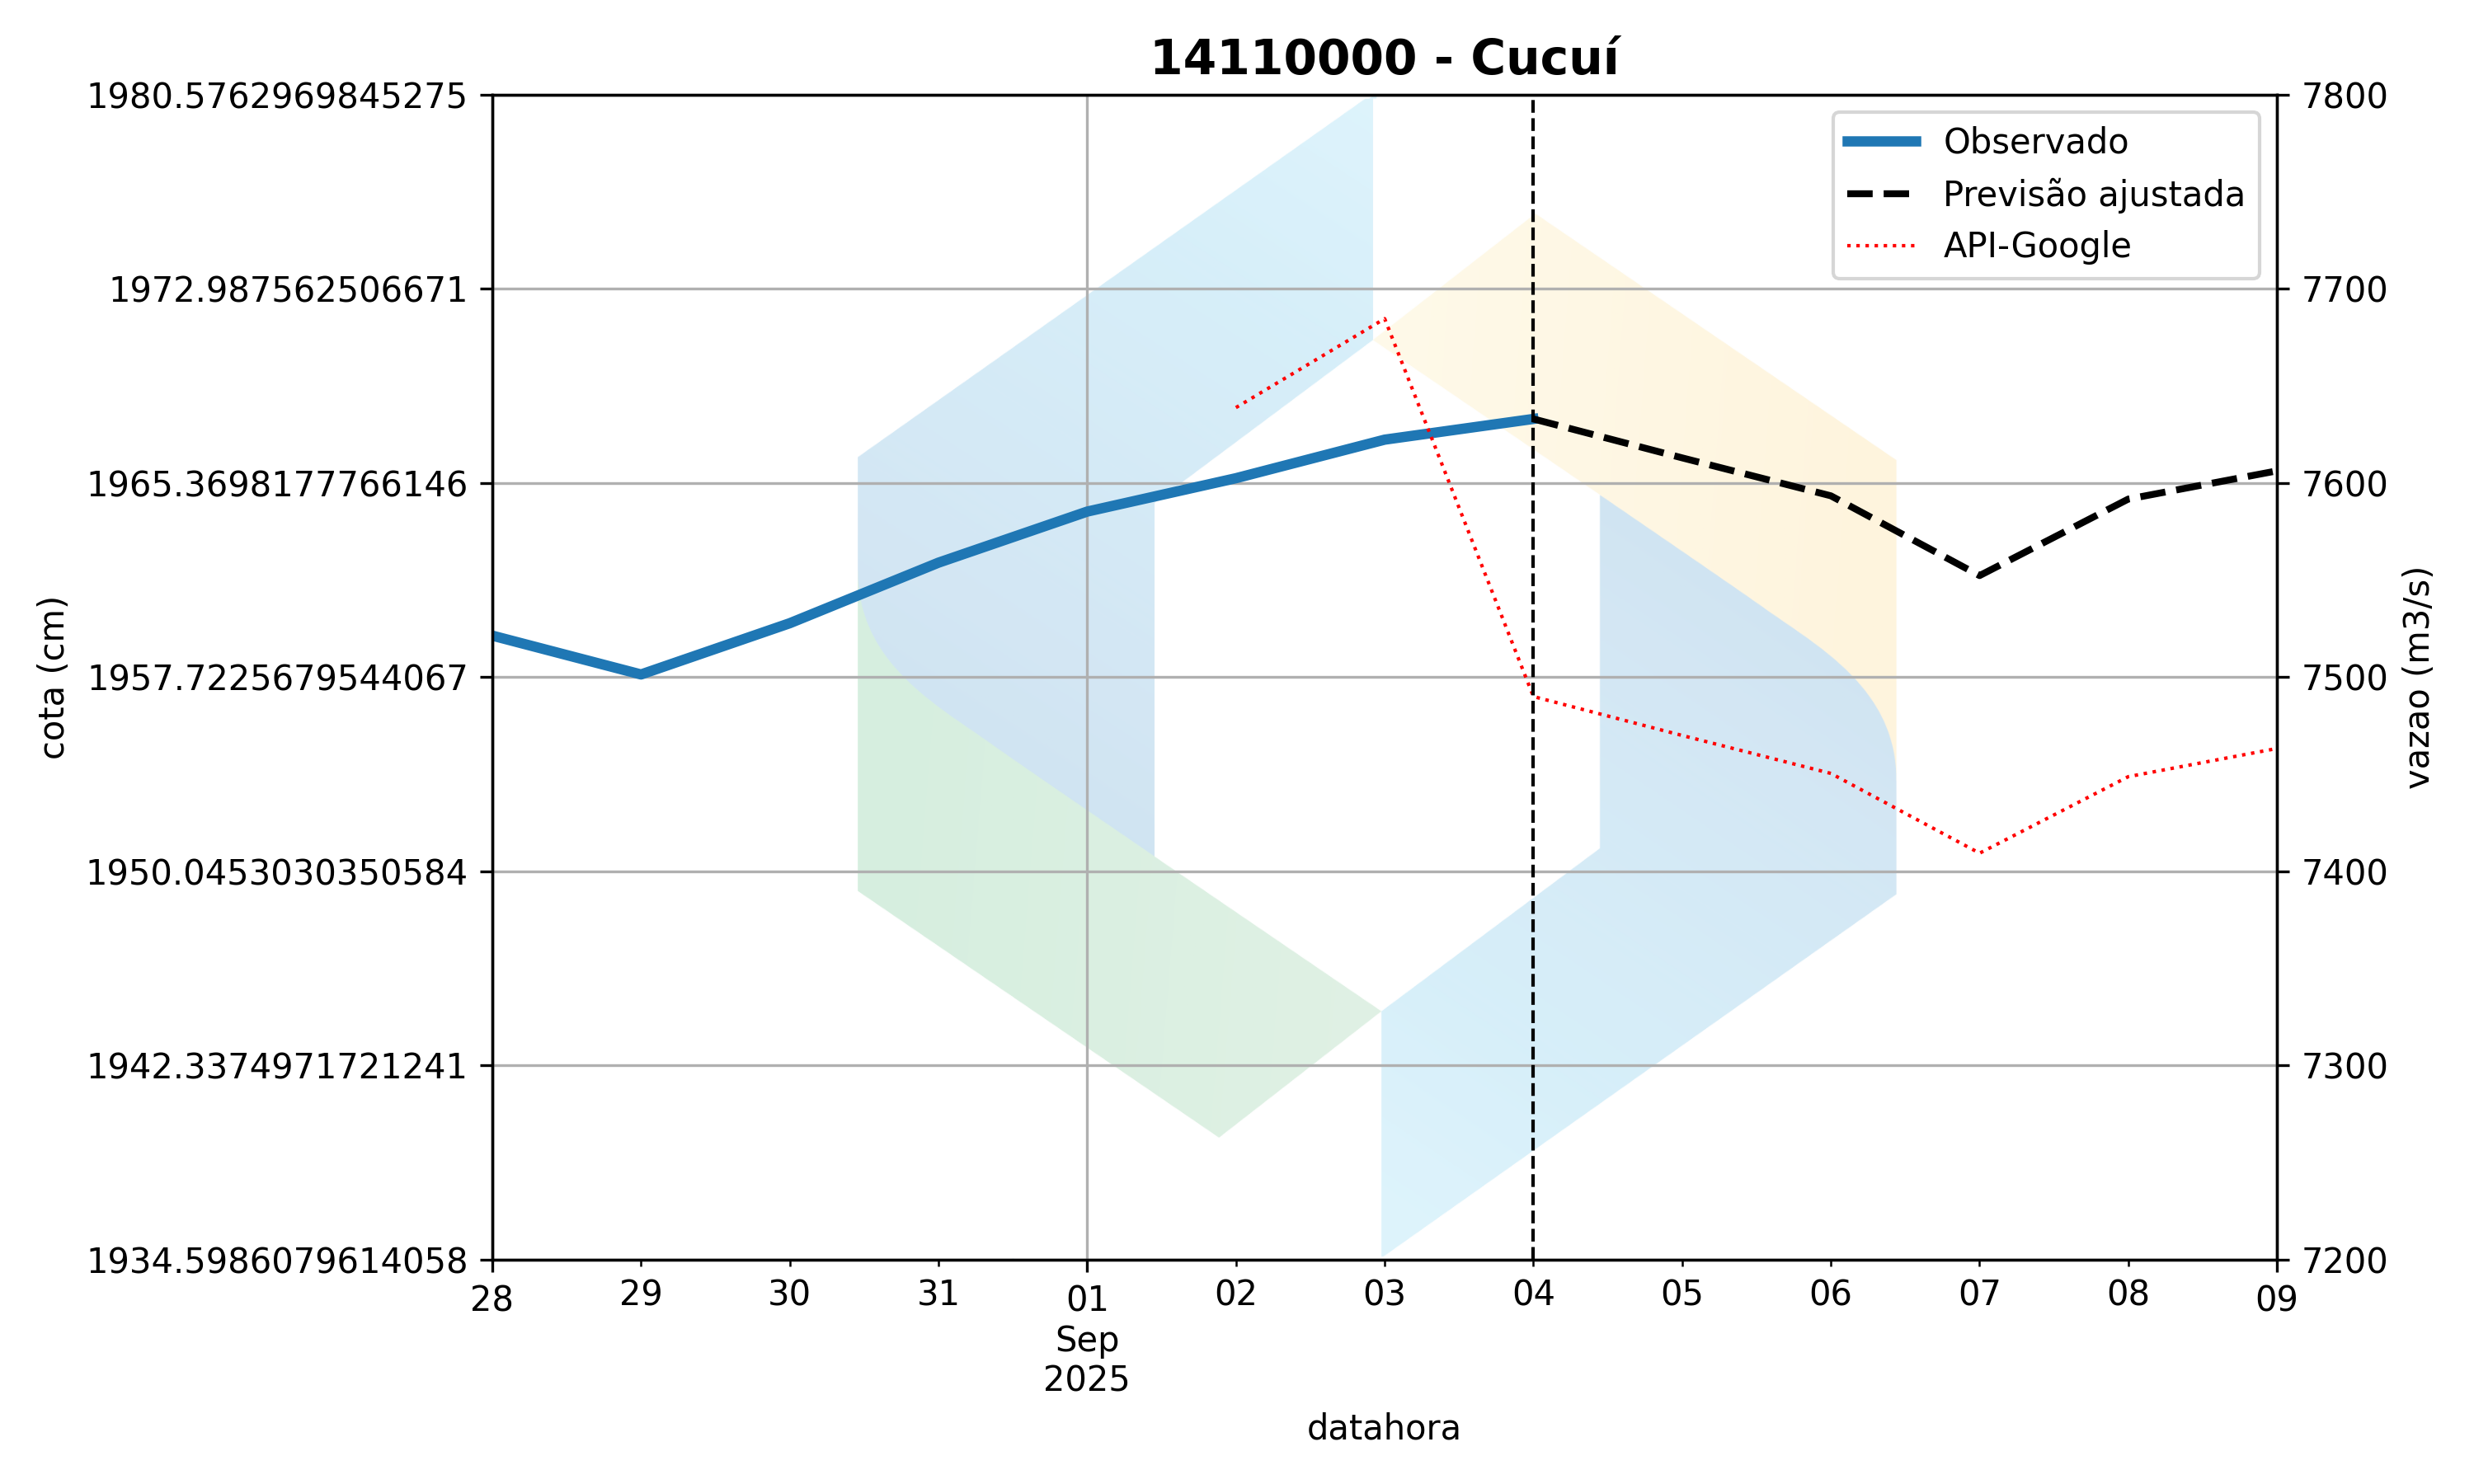 14110000 - Cucuí
1980.5762969845275
1972.987562506671
1965.3698177766146
1957.7225679544067
1950.0453030350584
1942.3374971721241
1934.5986079614058
cota (cm)
7800
7700
7600
7500
7400
7300
7200
vazao (m3/s)
Observado
Previsão ajustada
API-Google
28 29 30 31 01 02 03 04 05 06 07 08 09
Sep
2025
datahora